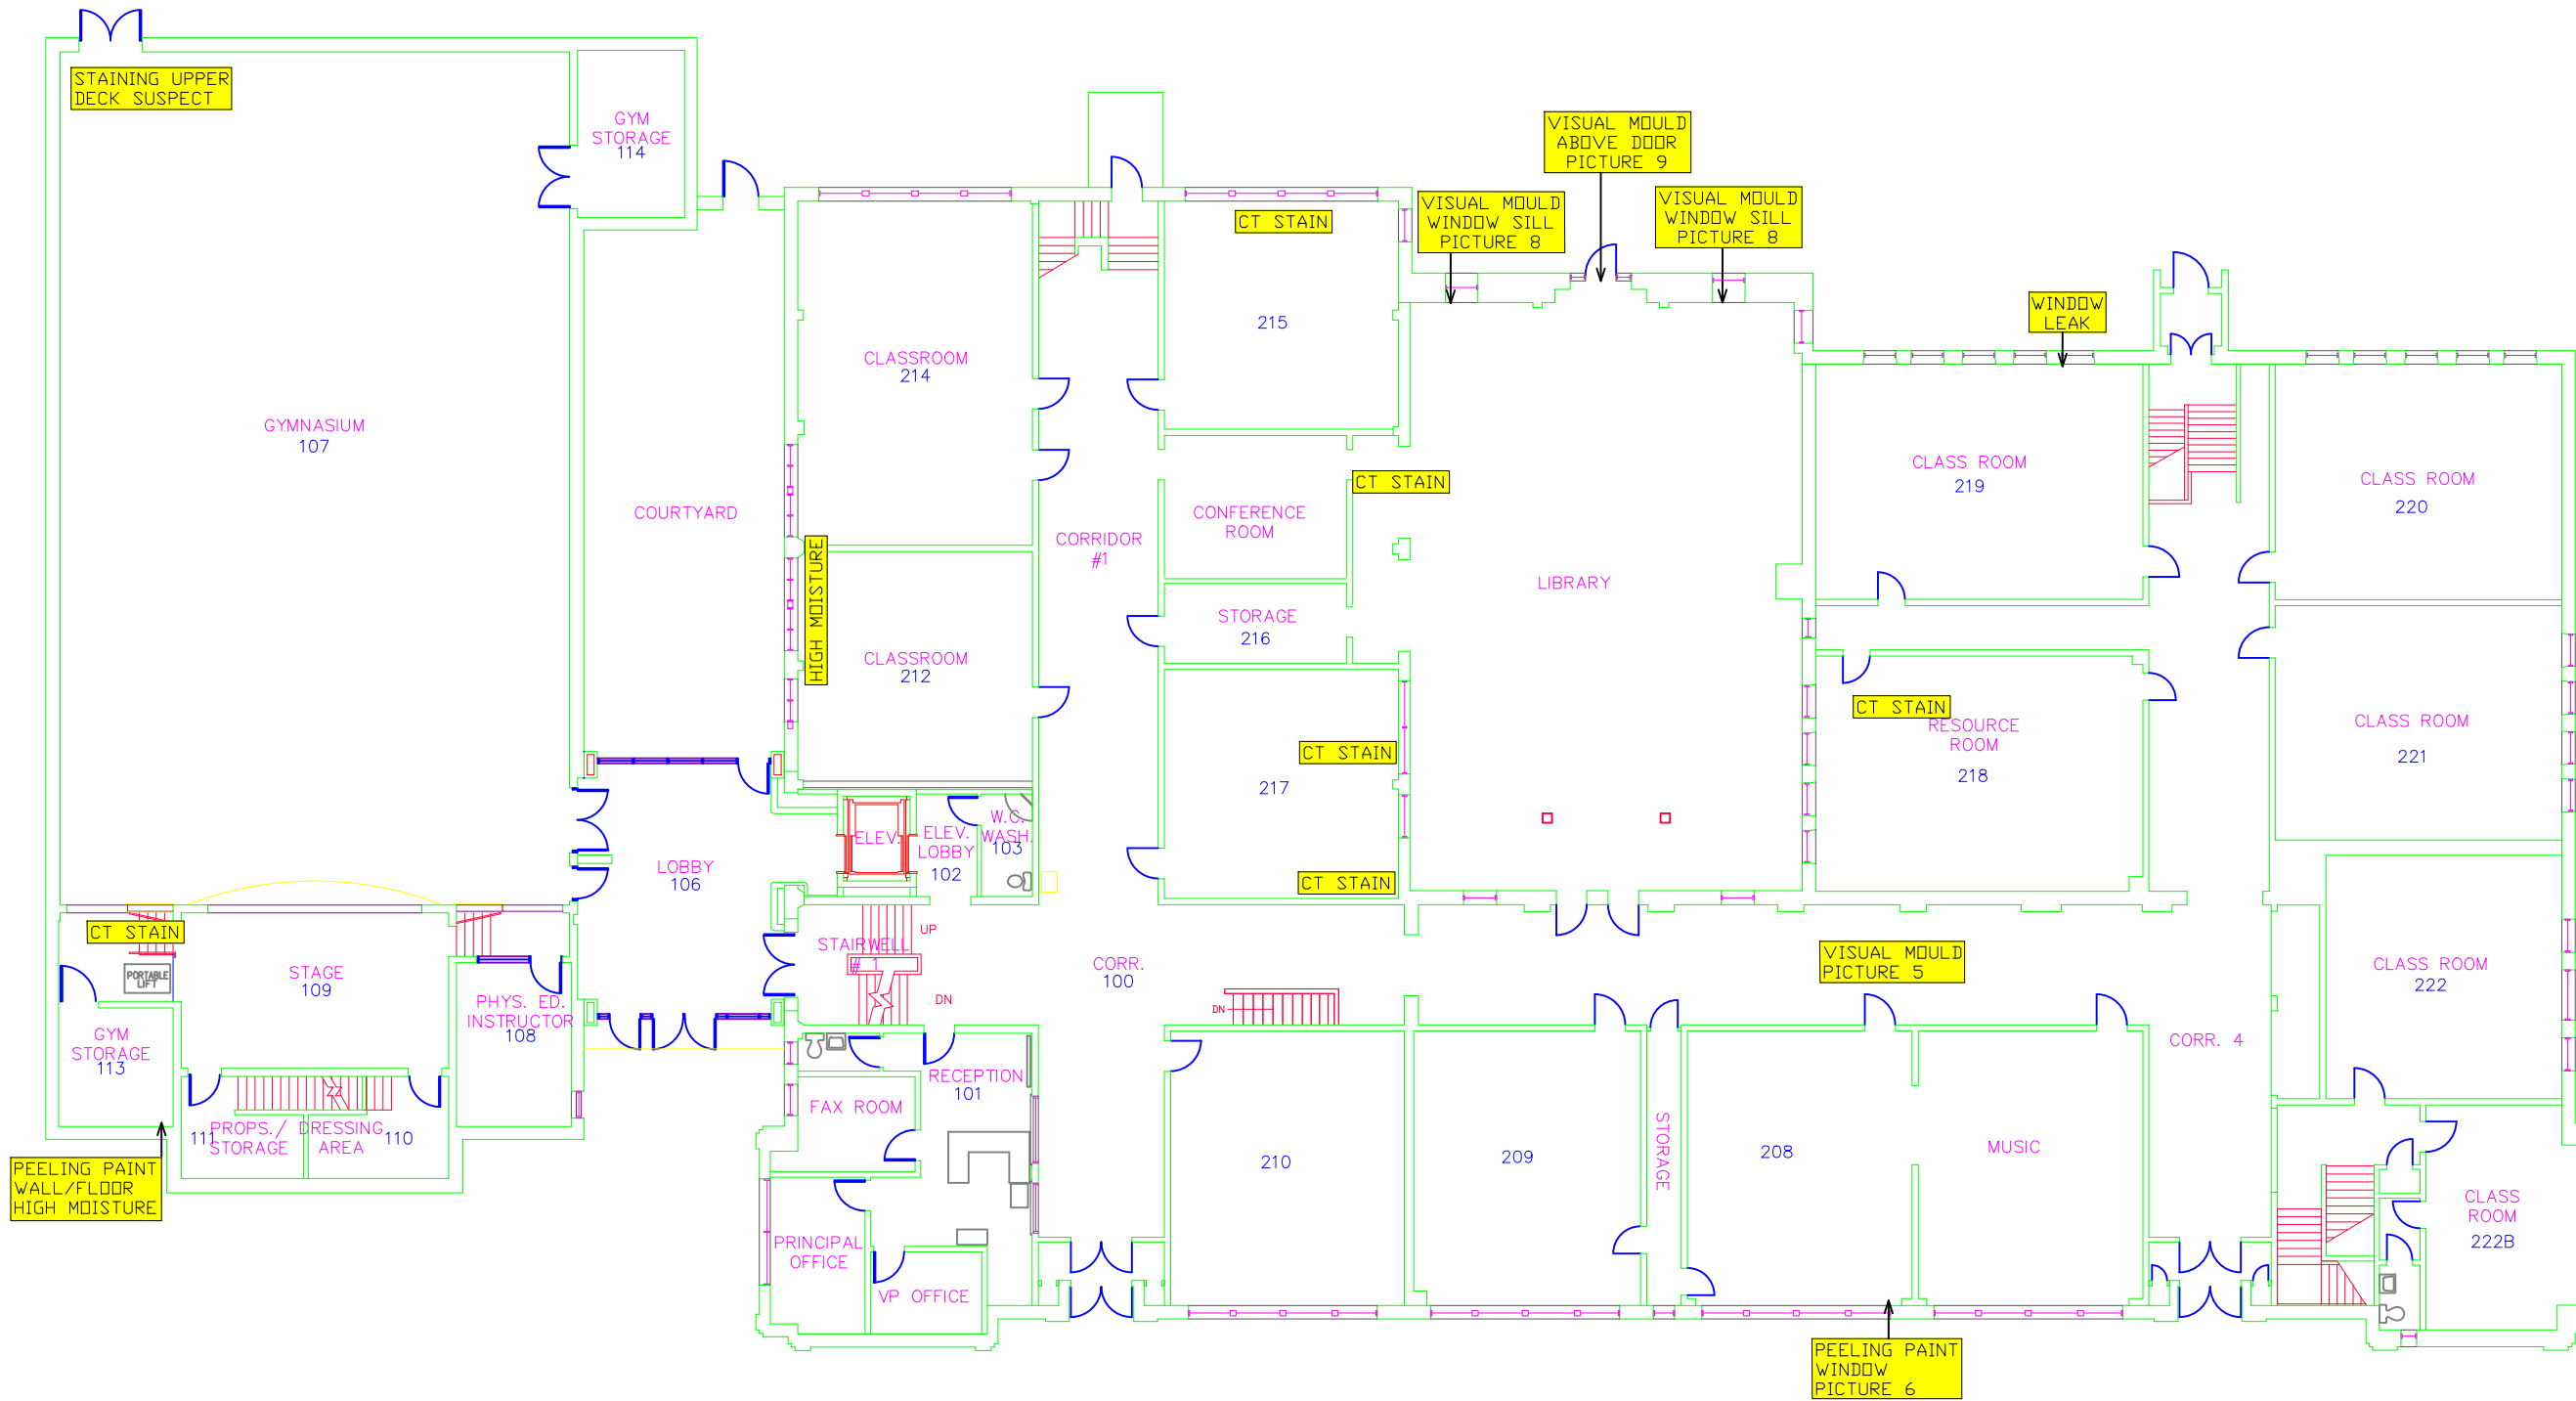 STAINING UPPER
DECK SUSPECT
GYM
STORAGE
114
VISUAL MOULD
ABOVE DOOR
PICTURE 9
VISUAL MOULD
WINDOW SILL
PICTURE 8
VISUAL MOULD
WINDOW SILL
PICTURE 8
CT STAIN
WINDOW
LEAK
215
CLASSROOM
214
GYMNASIUM
107
COURTYARD
CORRIDOR
#1
CONFERENCE
ROOM
CT STAIN
CLASS ROOM
219
CLASS ROOM
220
HIGH MOISTURE
LIBRARY
STORAGE
216
CLASSROOM
212
CT STAIN
RESOURCE
ROOM
218
CLASS ROOM
221
CT STAIN
217
CT STAIN
ELEV.
ELEV.
LOBBY
102
W.C.
WASH.
103
LOBBY
106
CT STAIN
STAGE
109
PORTABLE
LIFT
PHYS. ED.
INSTRUCTOR
108
GYM
STORAGE
113
UP
STAIRWELL
# 1
DN
CORR.
100
DN
VISUAL MOULD
PICTURE 5
CLASS ROOM
222
CORR. 4
RECEPTION
101
FAX ROOM
111
PROPS./
STORAGE
DRESSING
AREA
110
PEELING PAINT
WALL/FLOOR
HIGH MOISTURE
210
209
STORAGE
208
MUSIC
CLASS
ROOM
222B
PRINCIPAL
OFFICE
VP OFFICE
PEELING PAINT
WINDOW
PICTURE 6